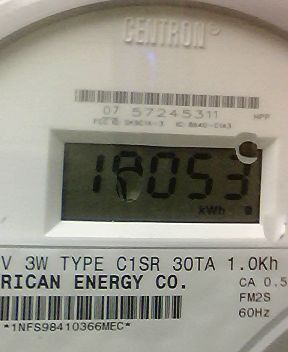 CENTRON®
07 57245311
HPP
18053
kWh
V 3W TYPE C1SR 30TA 1.0Kh
RICAN ENERGY CO.
CA 0.5
FM2S
60Hz
*1NFS98410366MEC*